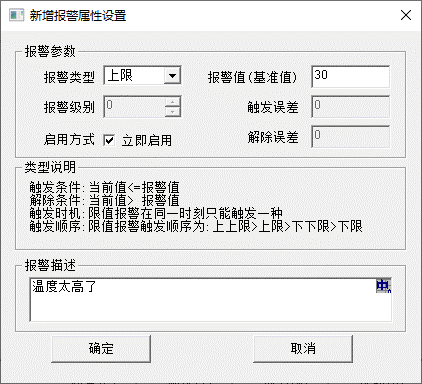 新增报警属性设置
报警参数
报警类型 上限 报警值(基准值) 30
报警级别 0 触发误差 0
启用方式 立即启用 解除误差 0
类型说明
触发条件: 当前值<=报警值
解除条件: 当前值> 报警值
触发时机: 限值报警在同一时刻只能触发一种
触发顺序: 限值报警触发顺序为: 上上限>上限>下下限>下限
报警描述
温度太高了 中
确定 取消